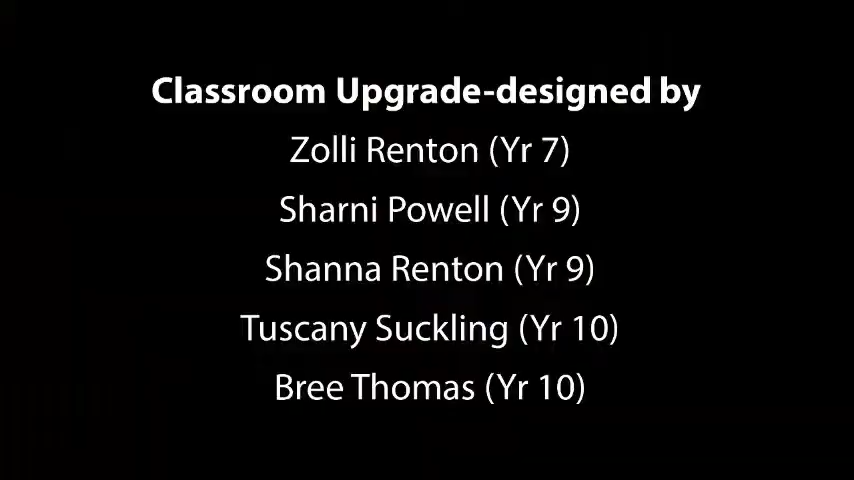 Classroom Upgrade-designed by
Zolli Renton (Yr 7)
Sharni Powell (Yr 9)
Shanna Renton (Yr 9)
Tuscany Suckling (Yr 10)
Bree Thomas (Yr 10)